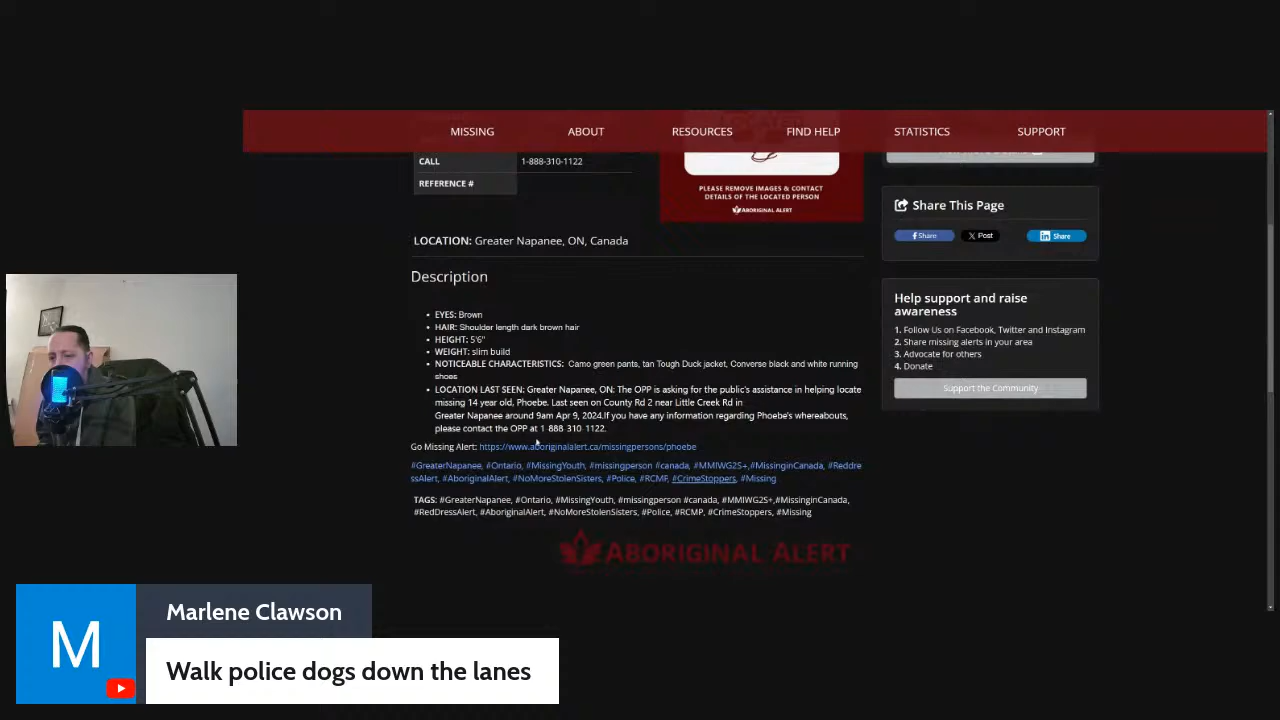 MISSING ABOUT RESOURCES FIND HELP STATISTICS SUPPORT
CALL 1-888-310-1122
REFERENCE #
PLEASE REMOVE IMAGES & CONTACT
DETAILS OF THE LOCATED PERSON
ABORIGINAL ALERT
LOCATION: Greater Napanee, ON, Canada
Description
• EYES: Brown
• HAIR: Shoulder length dark brown hair
• HEIGHT: 5'6"
• WEIGHT: slim build
• NOTICEABLE CHARACTERISTICS: Camo green pants, tan Tough Duck jacket, Converse black and white running
shoes
• LOCATION LAST SEEN: Greater Napanee, ON: The OPP is asking for the public's assistance in helping locate
missing 14 year old, Phoebe. Last seen on County Rd 2 near Little Creek Rd in
Greater Napanee around 9am Apr 9, 2024.If you have any information regarding Phoebe's whereabouts,
please contact the OPP at 1-888-310-1122.
Go Missing Alert: https://www.aboriginalalert.ca/missingpersons/phoebe
#GreaterNapanee, #Ontario, #MissingYouth, #missingperson #canada, #MMIWG2S+,#MissinginCanada, #Reddre
ssAlert, #AboriginalAlert, #NoMoreStolenSisters, #Police, #RCMP, #CrimeStoppers, #Missing
TAGS: #GreaterNapanee, #Ontario, #MissingYouth, #missingperson #canada, #MMIWG2S+,#MissinginCanada,
#RedDressAlert, #AboriginalAlert, #NoMoreStolenSisters, #Police, #RCMP, #CrimeStoppers, #Missing
ABORIGINAL ALERT
Share This Page
Share Post Share
Help support and raise
awareness
1. Follow Us on Facebook, Twitter and Instagram
2. Share missing alerts in your area
3. Advocate for others
4. Donate
Support the Community
M
Marlene Clawson
Walk police dogs down the lanes